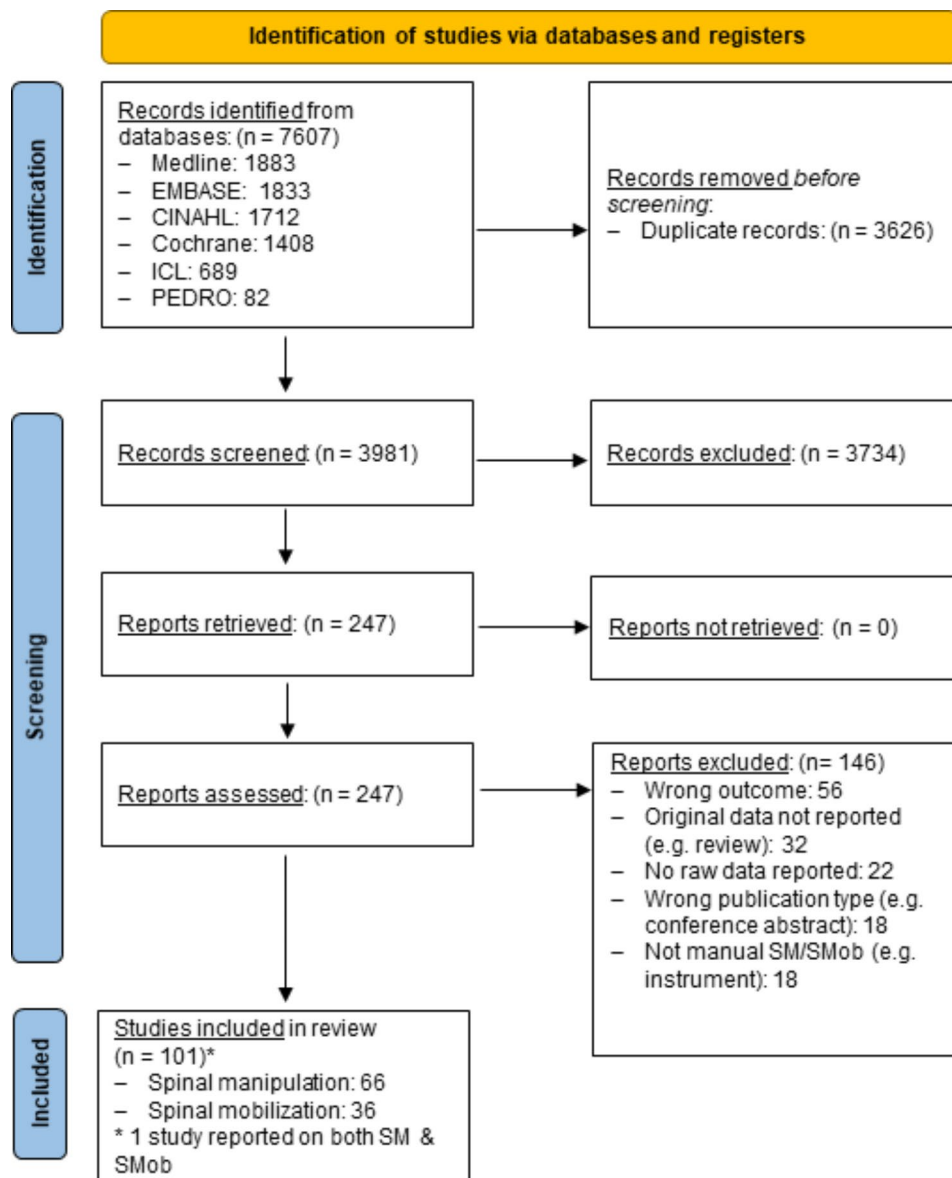 Identification of studies via databases and registers
Identification
Records identified from
databases: (n = 7607)
– Medline: 1883
– EMBASE: 1833
– CINAHL: 1712
– Cochrane: 1408
– ICL: 689
– PEDRO: 82
Records removed before
screening:
– Duplicate records: (n = 3626)
Screening
Records screened: (n = 3981)
Records excluded: (n = 3734)
Reports retrieved: (n = 247)
Reports not retrieved: (n = 0)
Reports assessed: (n = 247)
Reports excluded: (n= 146)
– Wrong outcome: 56
– Original data not reported
(e.g. review): 32
– No raw data reported: 22
– Wrong publication type (e.g.
conference abstract): 18
– Not manual SM/SMob (e.g.
instrument): 18
Included
Studies included in review
(n = 101)*
– Spinal manipulation: 66
– Spinal mobilization: 36
* 1 study reported on both SM &
SMob